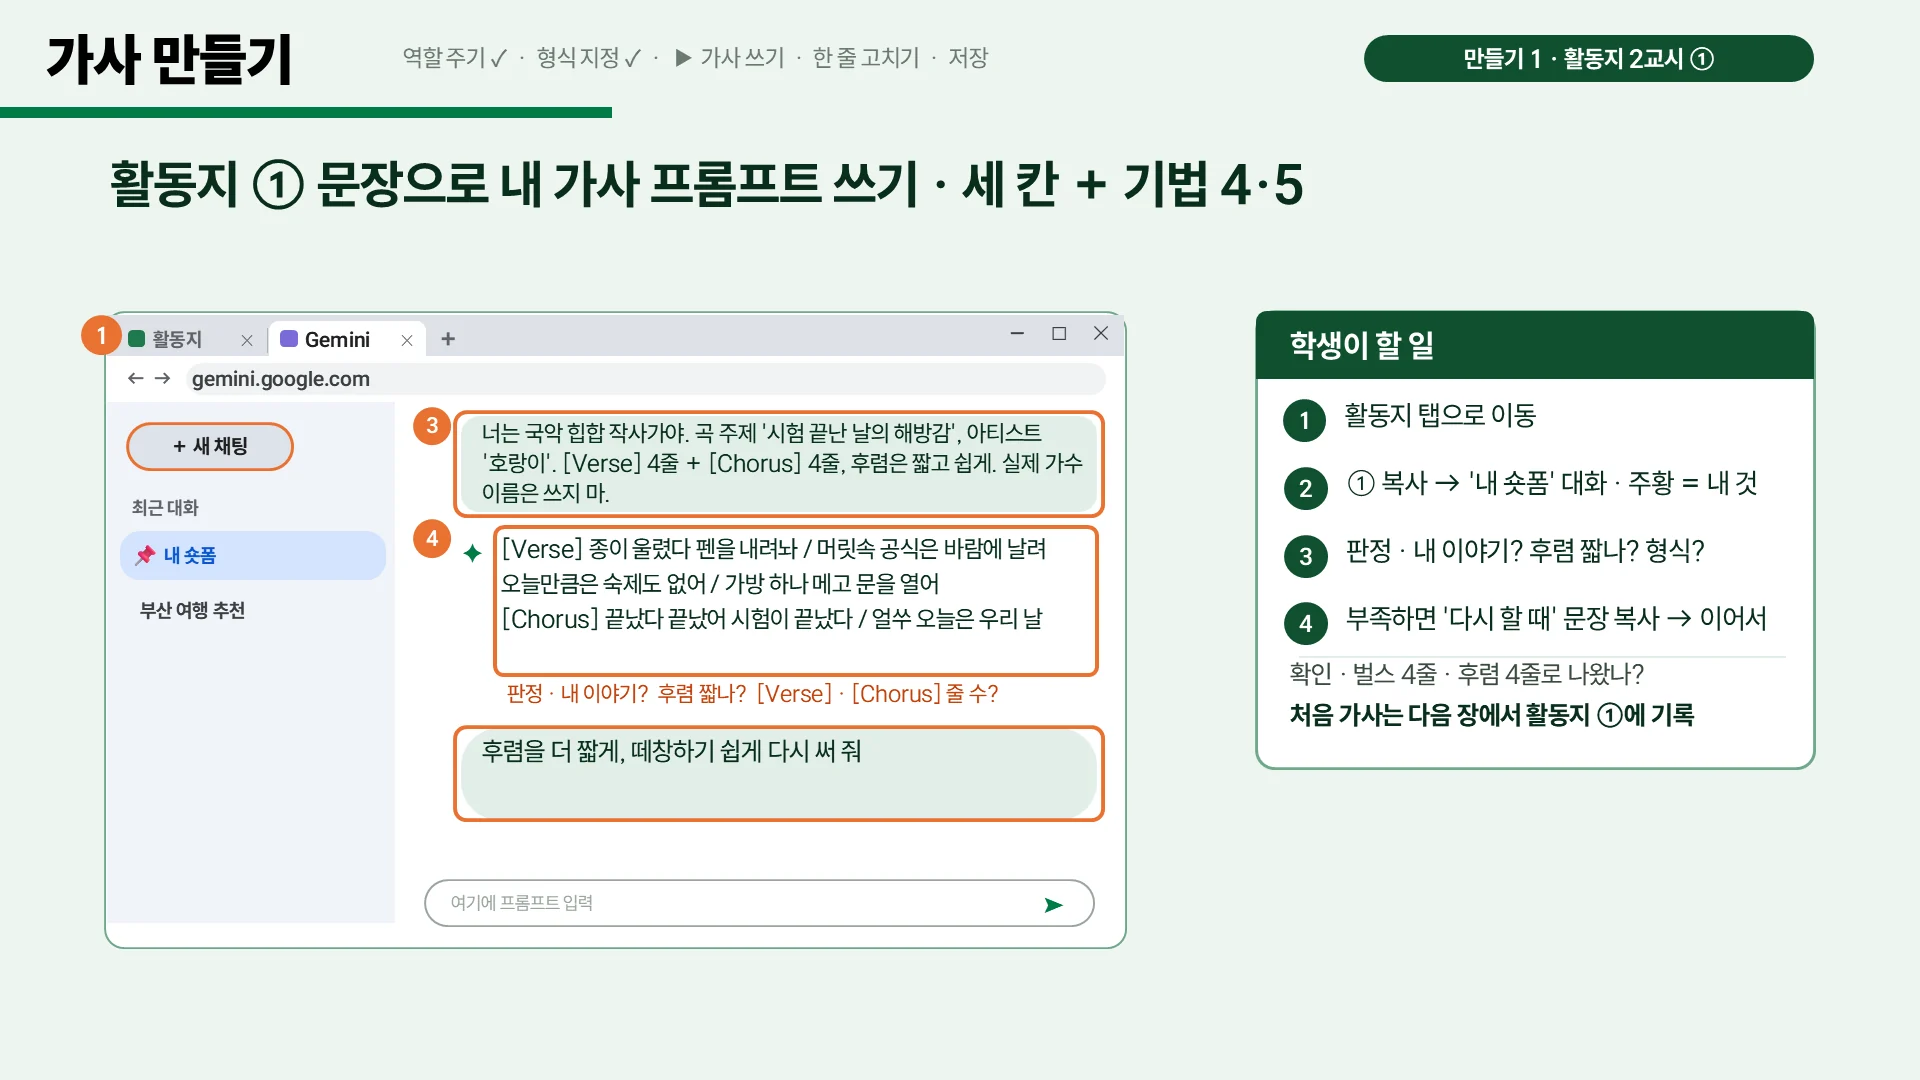 가사 만들기
역할 주기 ✓ · 형식 지정 ✓ · ▶ 가사 쓰기 · 한 줄 고치기 · 저장
만들기 1 · 활동지 2교시 ①
활동지 ① 문장으로 내 가사 프롬프트 쓰기 · 세 칸 + 기법 4·5
1
활동지 ×
Gemini × +
← → gemini.google.com
+ 새 채팅
최근 대화
📌 내 숏폼
부산 여행 추천
3
너는 국악 힙합 작사가야. 곡 주제 '시험 끝난 날의 해방감', 아티스트
'호랑이'. [Verse] 4줄 + [Chorus] 4줄, 후렴은 짧고 쉽게. 실제 가수
이름은 쓰지 마.
4
[Verse] 종이 울렸다 펜을 내려놔 / 머릿속 공식은 바람에 날려
오늘만큼은 숙제도 없어 / 가방 하나 메고 문을 열어
[Chorus] 끝났다 끝났어 시험이 끝났다 / 얼쑤 오늘은 우리 날
판정 · 내 이야기? 후렴 짧나? [Verse] · [Chorus] 줄 수?
후렴을 더 짧게, 떼창하기 쉽게 다시 써 줘
여기에 프롬프트 입력
학생이 할 일
1 활동지 탭으로 이동
2 ① 복사 → '내 숏폼' 대화 · 주황 = 내 것
3 판정 · 내 이야기? 후렴 짧나? 형식?
4 부족하면 '다시 할 때' 문장 복사 → 이어서
확인 · 벌스 4줄 · 후렴 4줄로 나왔나?
처음 가사는 다음 장에서 활동지 ①에 기록